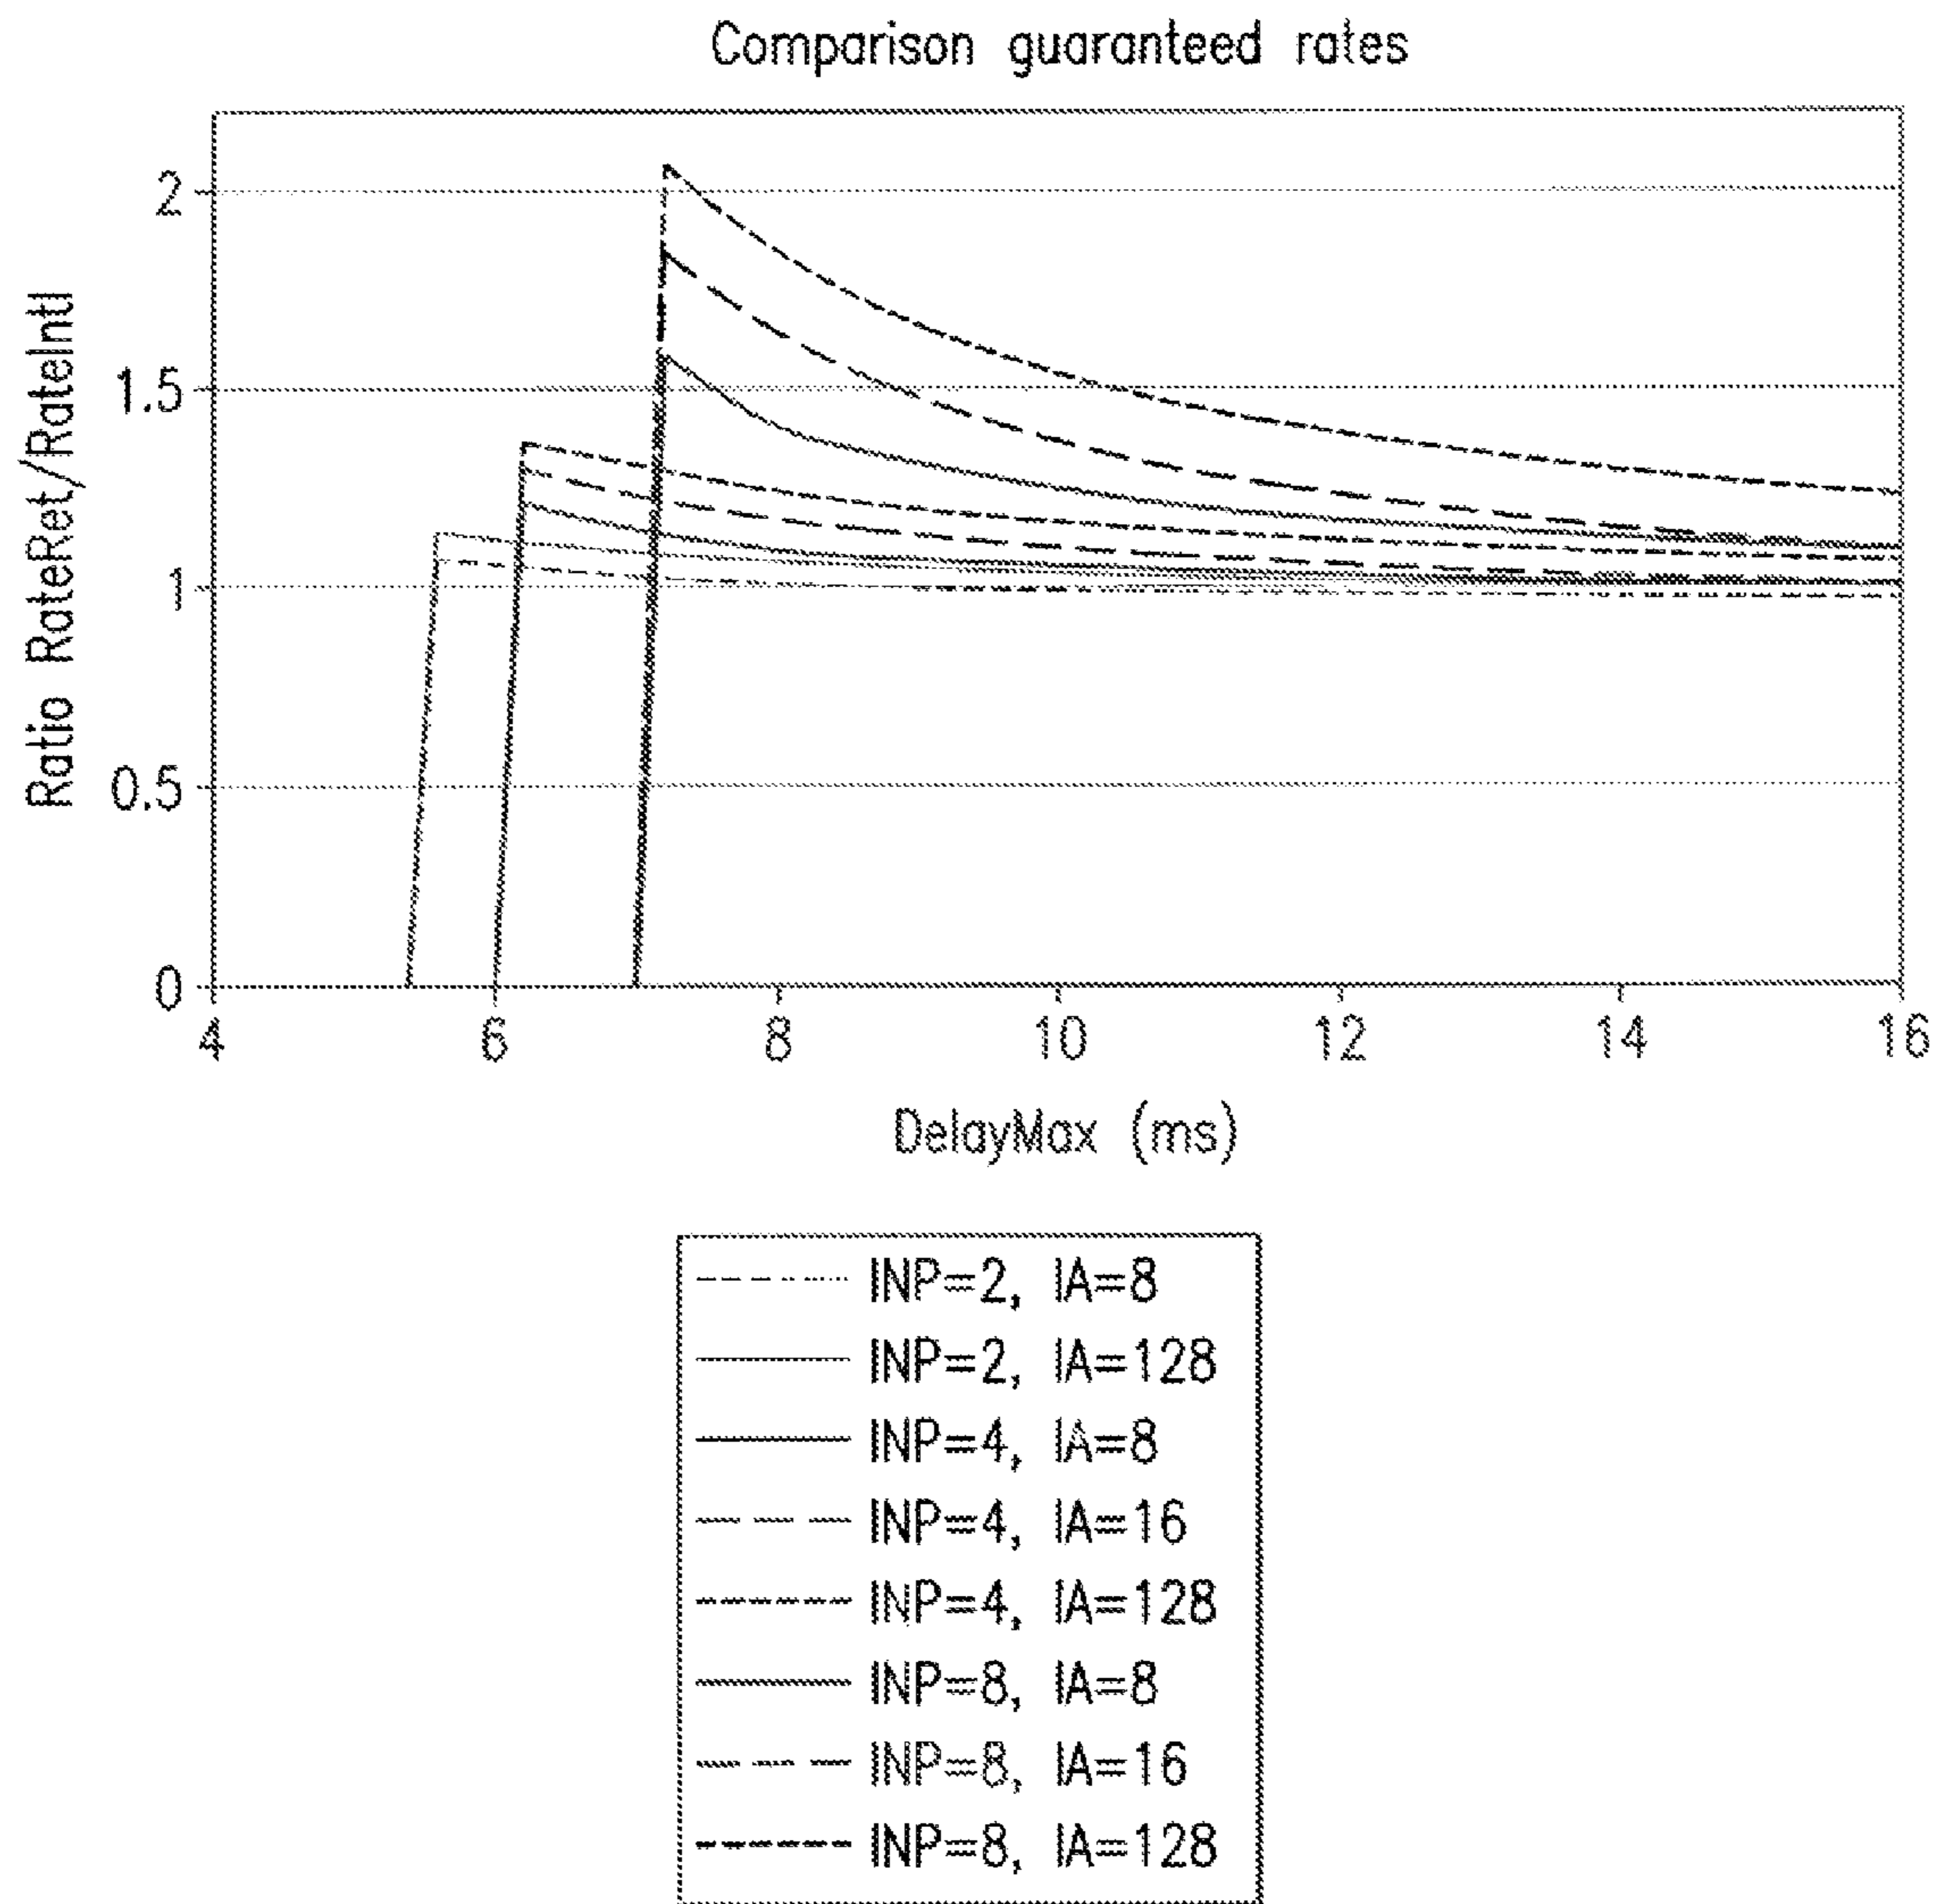 Comparison guaranteed rates
Ratio RateRet/RateIntl
2
1.5
1
0.5
0
4 6 8 10 12 14 16
DelayMax (ms)
INP=2, IA=8
INP=2, IA=128
INP=4, IA=8
INP=4, IA=16
INP=4, IA=128
INP=8, IA=8
INP=8, IA=16
INP=8, IA=128